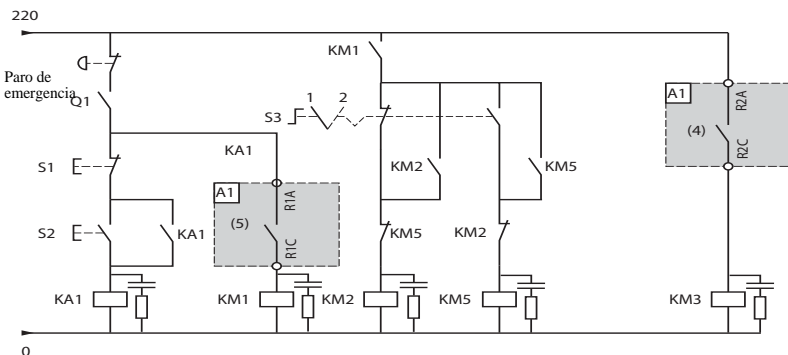 220
KM1
Paro de
emergencia
Q1
1 2
S3
A1
R2A
(4)
R2C
S1
KA1
KM2
KM5
A1
R1A
(5)
R1C
S2
KA1
KM5
KM2
KA1
KM1
KM2
KM5
KM3
0